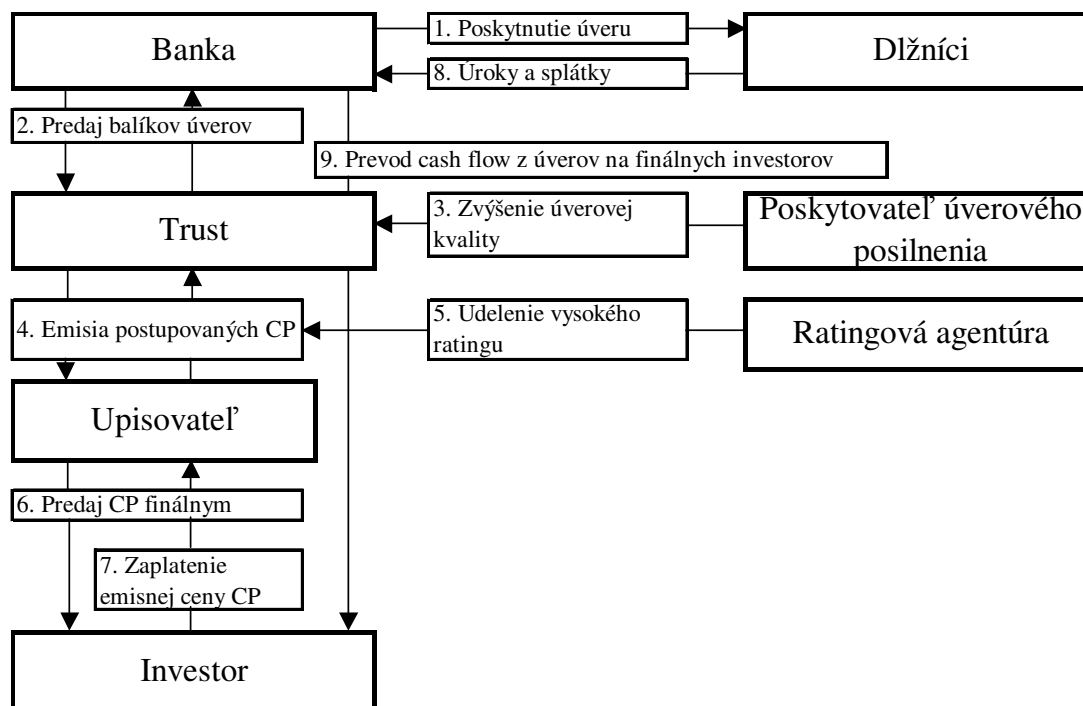 Banka
1. Poskytnutie úveru
8. Úroky a splátky
Dlžníci
2. Predaj balíkov úverov
9. Prevod cash flow z úverov na finálnych investorov
Trust
3. Zvýšenie úverovej
kvality
Poskytovateľ úverového
posilnenia
4. Emisia postupovaných CP
5. Udelenie vysokého
ratingu
Ratingová agentúra
Upisovateľ
6. Predaj CP finálnym
7. Zaplatenie
emisnej ceny CP
Investor